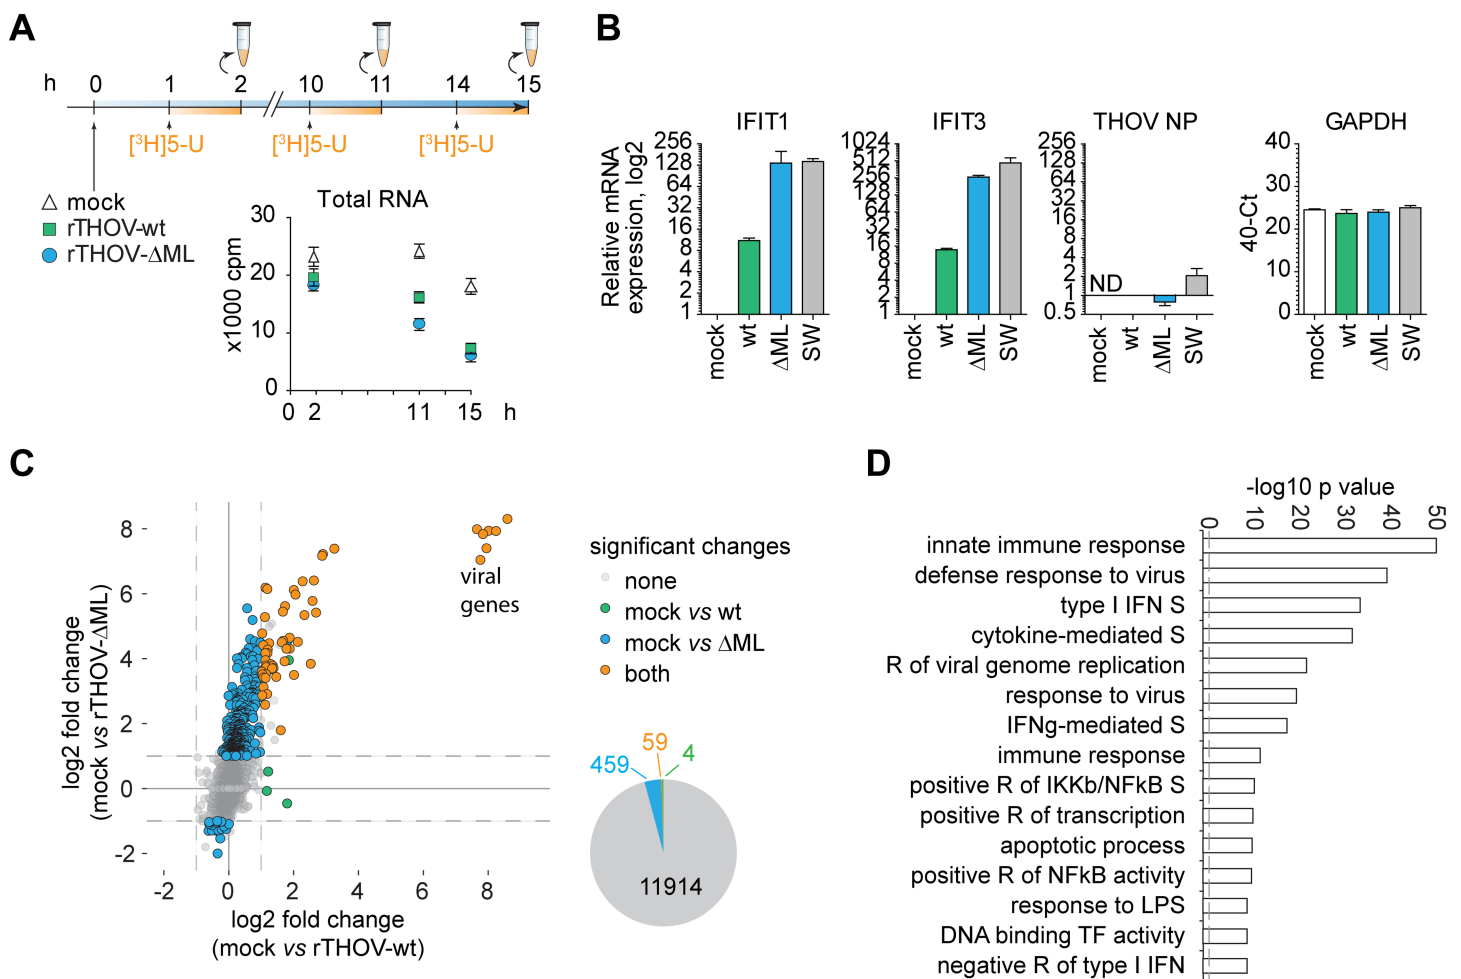 A
h 0 1 2 10 11 14 15
[³H]5-U [³H]5-U [³H]5-U
mock
rTHOV-wt
rTHOV-ΔML
Total RNA
x1000 cpm
30
20
10
0
0 2 11 15 h
B
Relative mRNA
expression, log2
IFIT1
256
128
64
32
16
8
4
2
1
mock wt ΔML SW
IFIT3
1024
512
256
128
64
32
16
8
4
2
1
mock wt ΔML SW
THOV NP
256
128
64
32
16
8
4
2
1
0.5
ND
mock wt ΔML SW
GAPDH
40-Ct
40
30
20
10
0
mock wt ΔML SW
C
log2 fold change
(mock vs rTHOV-ΔML)
8
6
4
2
0
-2
-2 0 2 4 6 8
log2 fold change
(mock vs rTHOV-wt)
viral
genes
significant changes
none
mock vs wt
mock vs ΔML
both
459
59
4
11914
D
-log10 p value
0 10 20 30 40 50
innate immune response
defense response to virus
type I IFN S
cytokine-mediated S
R of viral genome replication
response to virus
IFNg-mediated S
immune response
positive R of IKKb/NFkB S
positive R of transcription
apoptotic process
positive R of NFkB activity
response to LPS
DNA binding TF activity
negative R of type I IFN